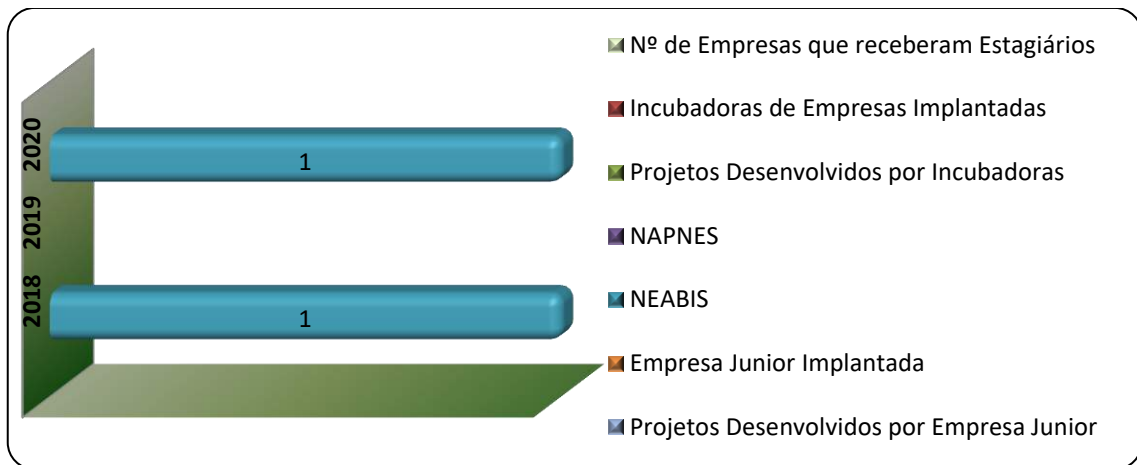 2020
1
2019
2018
1
Nº de Empresas que receberam Estagiários
Incubadoras de Empresas Implantadas
Projetos Desenvolvidos por Incubadoras
NAPNES
NEABIS
Empresa Junior Implantada
Projetos Desenvolvidos por Empresa Junior